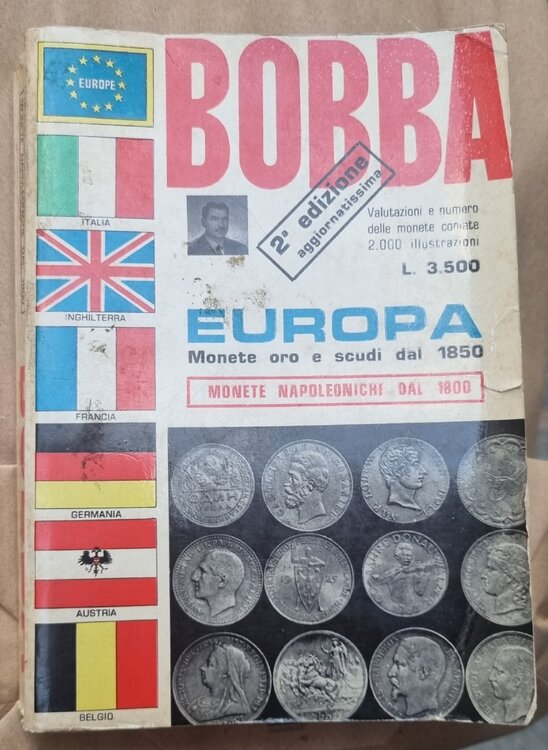 EUROPE
BOBBA
2ª edizione
aggiornatissima
Valutazioni e numero
delle monete coniate
2.000 illustrazioni
L. 3.500
EUROPA
Monete oro e scudi dal 1850
MONETE NAPOLEONICHE DAL 1800
ITALIA
INGHILTERRA
FRANCIA
GERMANIA
AUSTRIA
BELGIO